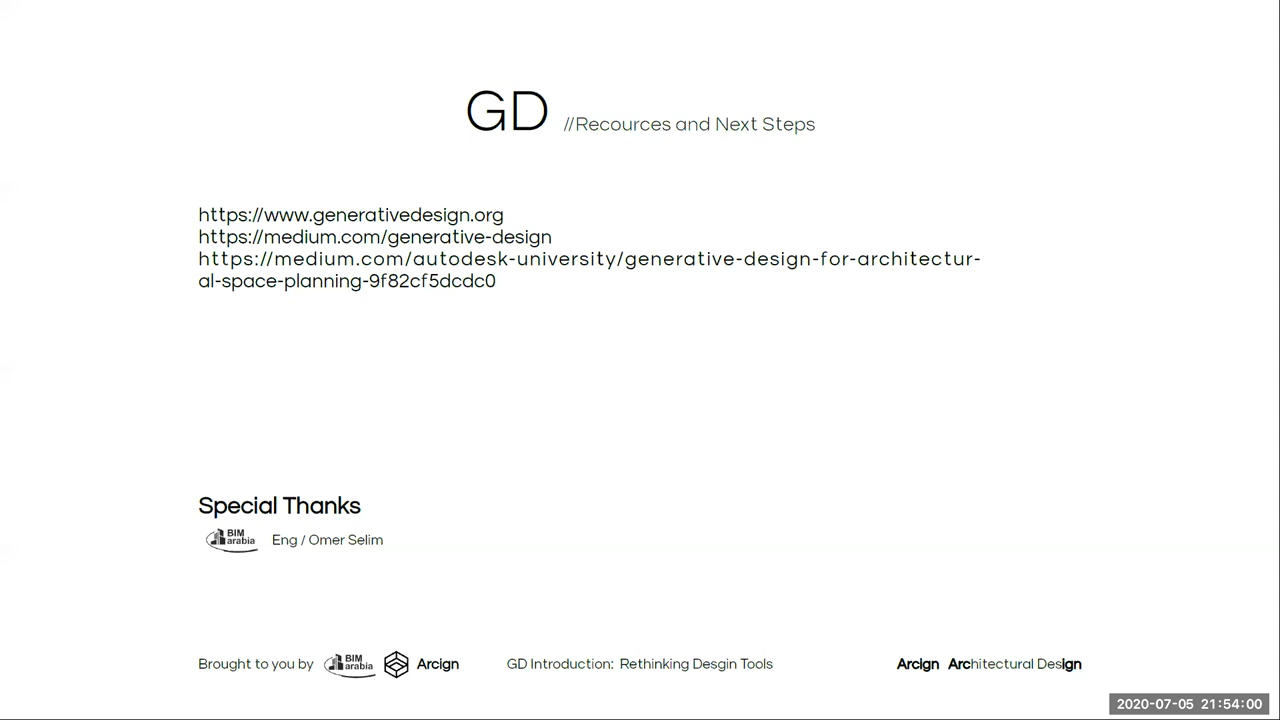 GD //Recources and Next Steps
https://www.generativedesign.org
https://medium.com/generative-design
https://medium.com/autodesk-university/generative-design-for-architectur-
al-space-planning-9f82cf5dcdc0
Special Thanks
BIM arabia Eng / Omer Selim
Brought to you by BIM arabia Arcign GD Introduction: Rethinking Desgin Tools Arcign Architectural Design
2020-07-05 21:54:00